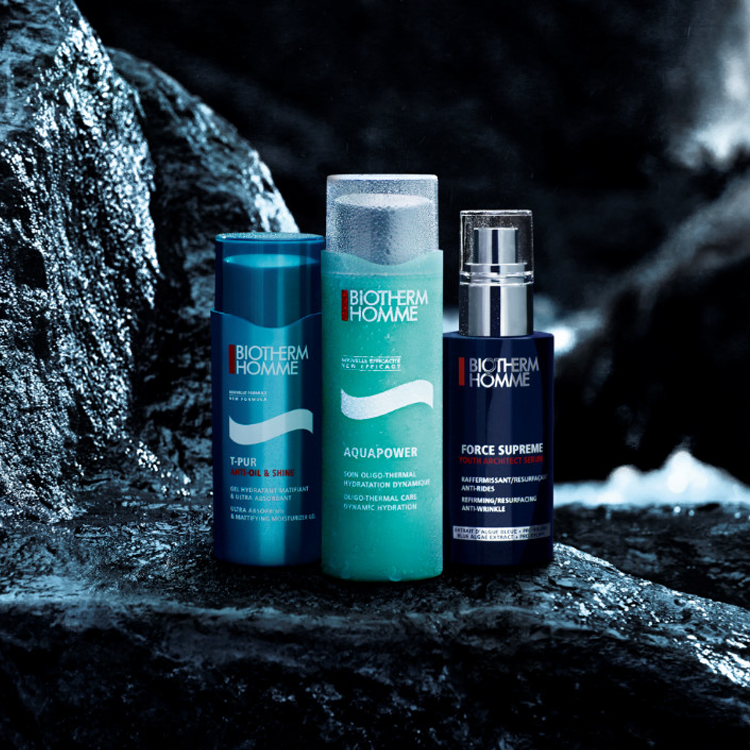 BIOTHERM
HOMME
NOUVELLE FORMULE
NEW FORMULA
T-PUR
ANTI-OIL & SHINE
GEL HYDRATANT MATIFIANT
& ULTRA ABSORBANT
ULTRA ABSORBING
& MATTIFYING MOISTURIZER GEL
BIOTHERM
HOMME
NOUVELLE EFFICACITÉ
NEW EFFICACY
AQUAPOWER
SOIN OLIGO-THERMAL
HYDRATATION DYNAMIQUE
OLIGO-THERMAL CARE
DYNAMIC HYDRATION
BIOTHERM
HOMME
FORCE SUPREME
YOUTH ARCHITECT SERUM
RAFFERMISSANT/RESURFAÇANT
ANTI-RIDES
REFIRMING/RESURFACING
ANTI-WRINKLE
EXTRAIT D'ALGUE BLEUE +
BLUE ALGAE EXTRACT +